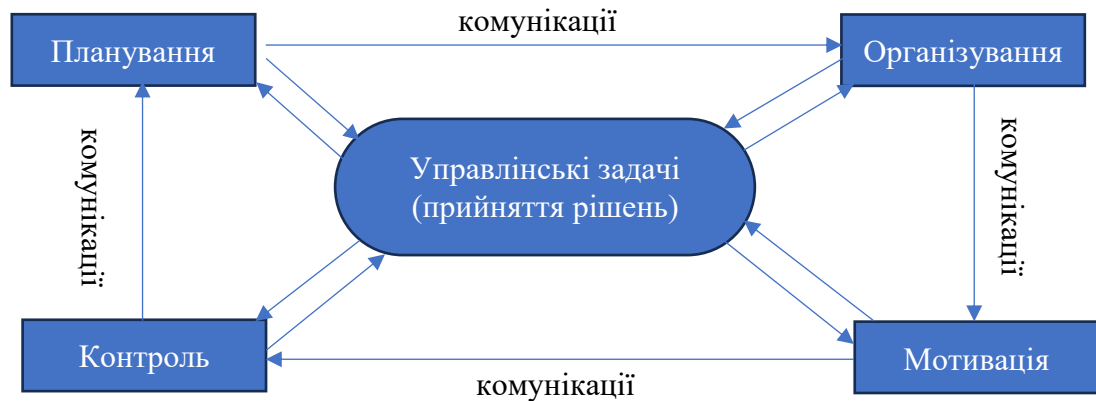 комунікації
Планування
Організування
комунікації
комунікації
Управлінські задачі
(прийняття рішень)
Контроль
Мотивація
комунікації